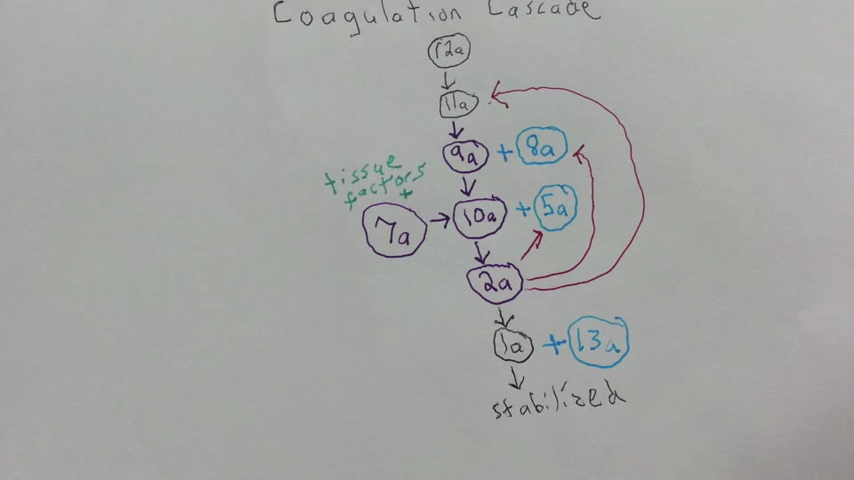 Coagulation Cascade
12a
11a
9a + 8a
tissue
factors
+
7a
10a + 5a
2a
1a + 13a
stabilized